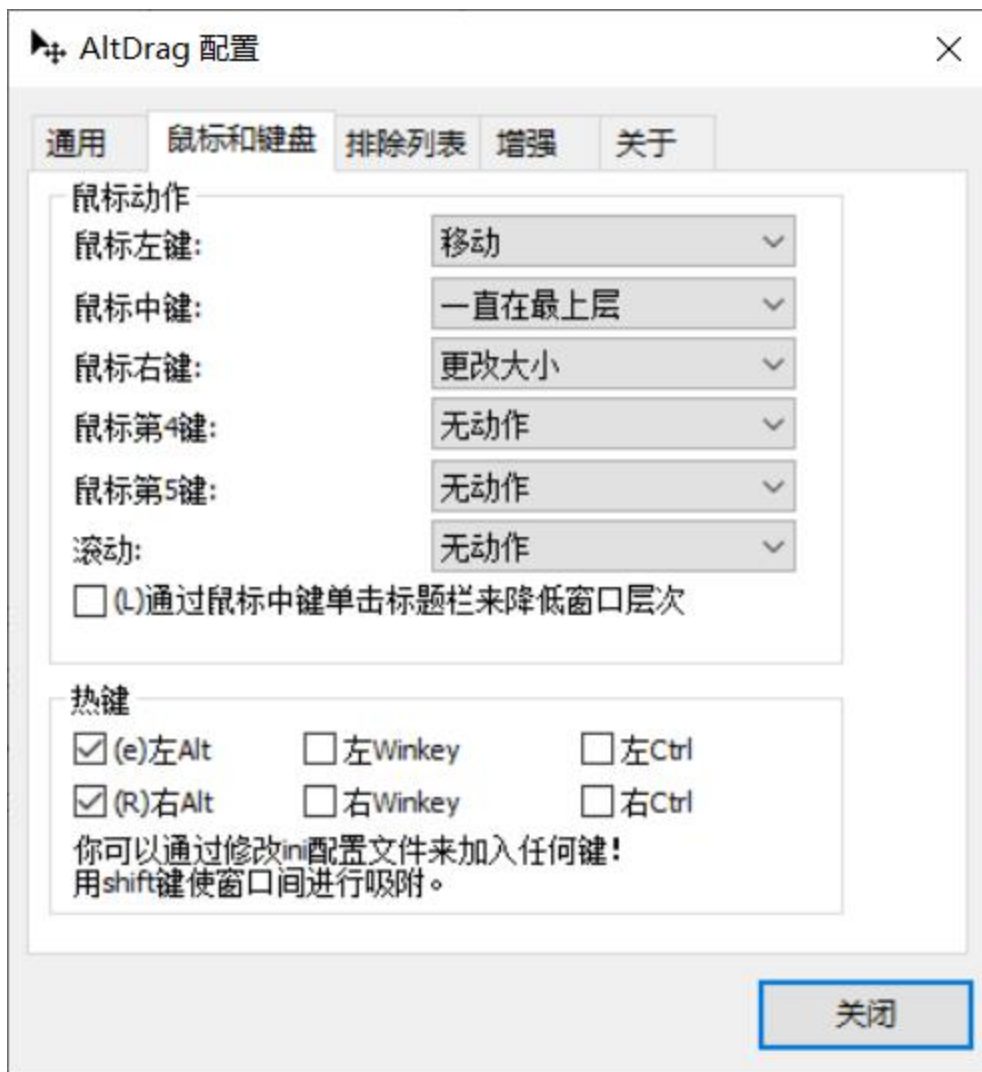 AltDrag 配置
通用 鼠标和键盘 排除列表 增强 关于
鼠标动作
鼠标左键: 移动
鼠标中键: 一直在最上层
鼠标右键: 更改大小
鼠标第4键: 无动作
鼠标第5键: 无动作
滚动: 无动作
(L)通过鼠标中键单击标题栏来降低窗口层次
热键
(e)左Alt 左Winkey 左Ctrl
(R)右Alt 右Winkey 右Ctrl
你可以通过修改ini配置文件来加入任何键!
用shift键使窗口间进行吸附。
关闭